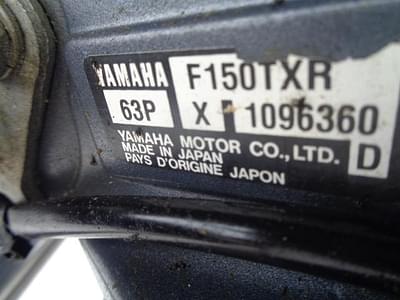 YAMAHA F150TXR
63P X 1096360
YAMAHA MOTOR CO., LTD. D
MADE IN JAPAN
PAYS D'ORIGINE JAPON